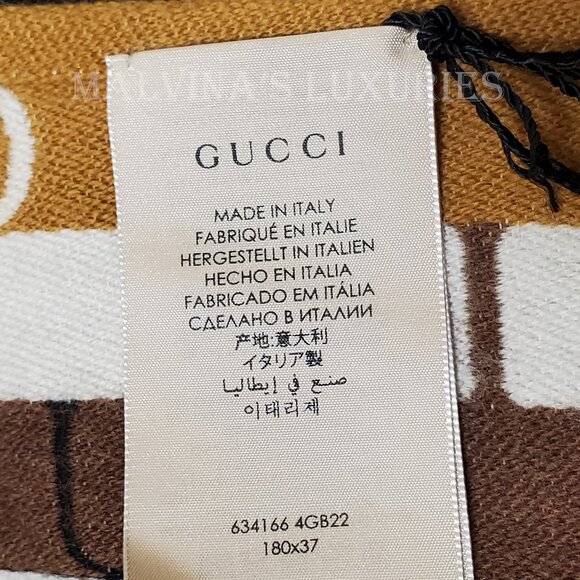 MALVINA'S LUXURIES
GUCCI
MADE IN ITALY
FABRIQUÉ EN ITALIE
HERGESTELLT IN ITALIEN
HECHO EN ITALIA
FABRICADO EM ITÁLIA
СДЕЛАНО В ИТАЛИИ
产地:意大利
イタリア製
صنع في إيطاليا
이태리제
634166 4GB22
180x37